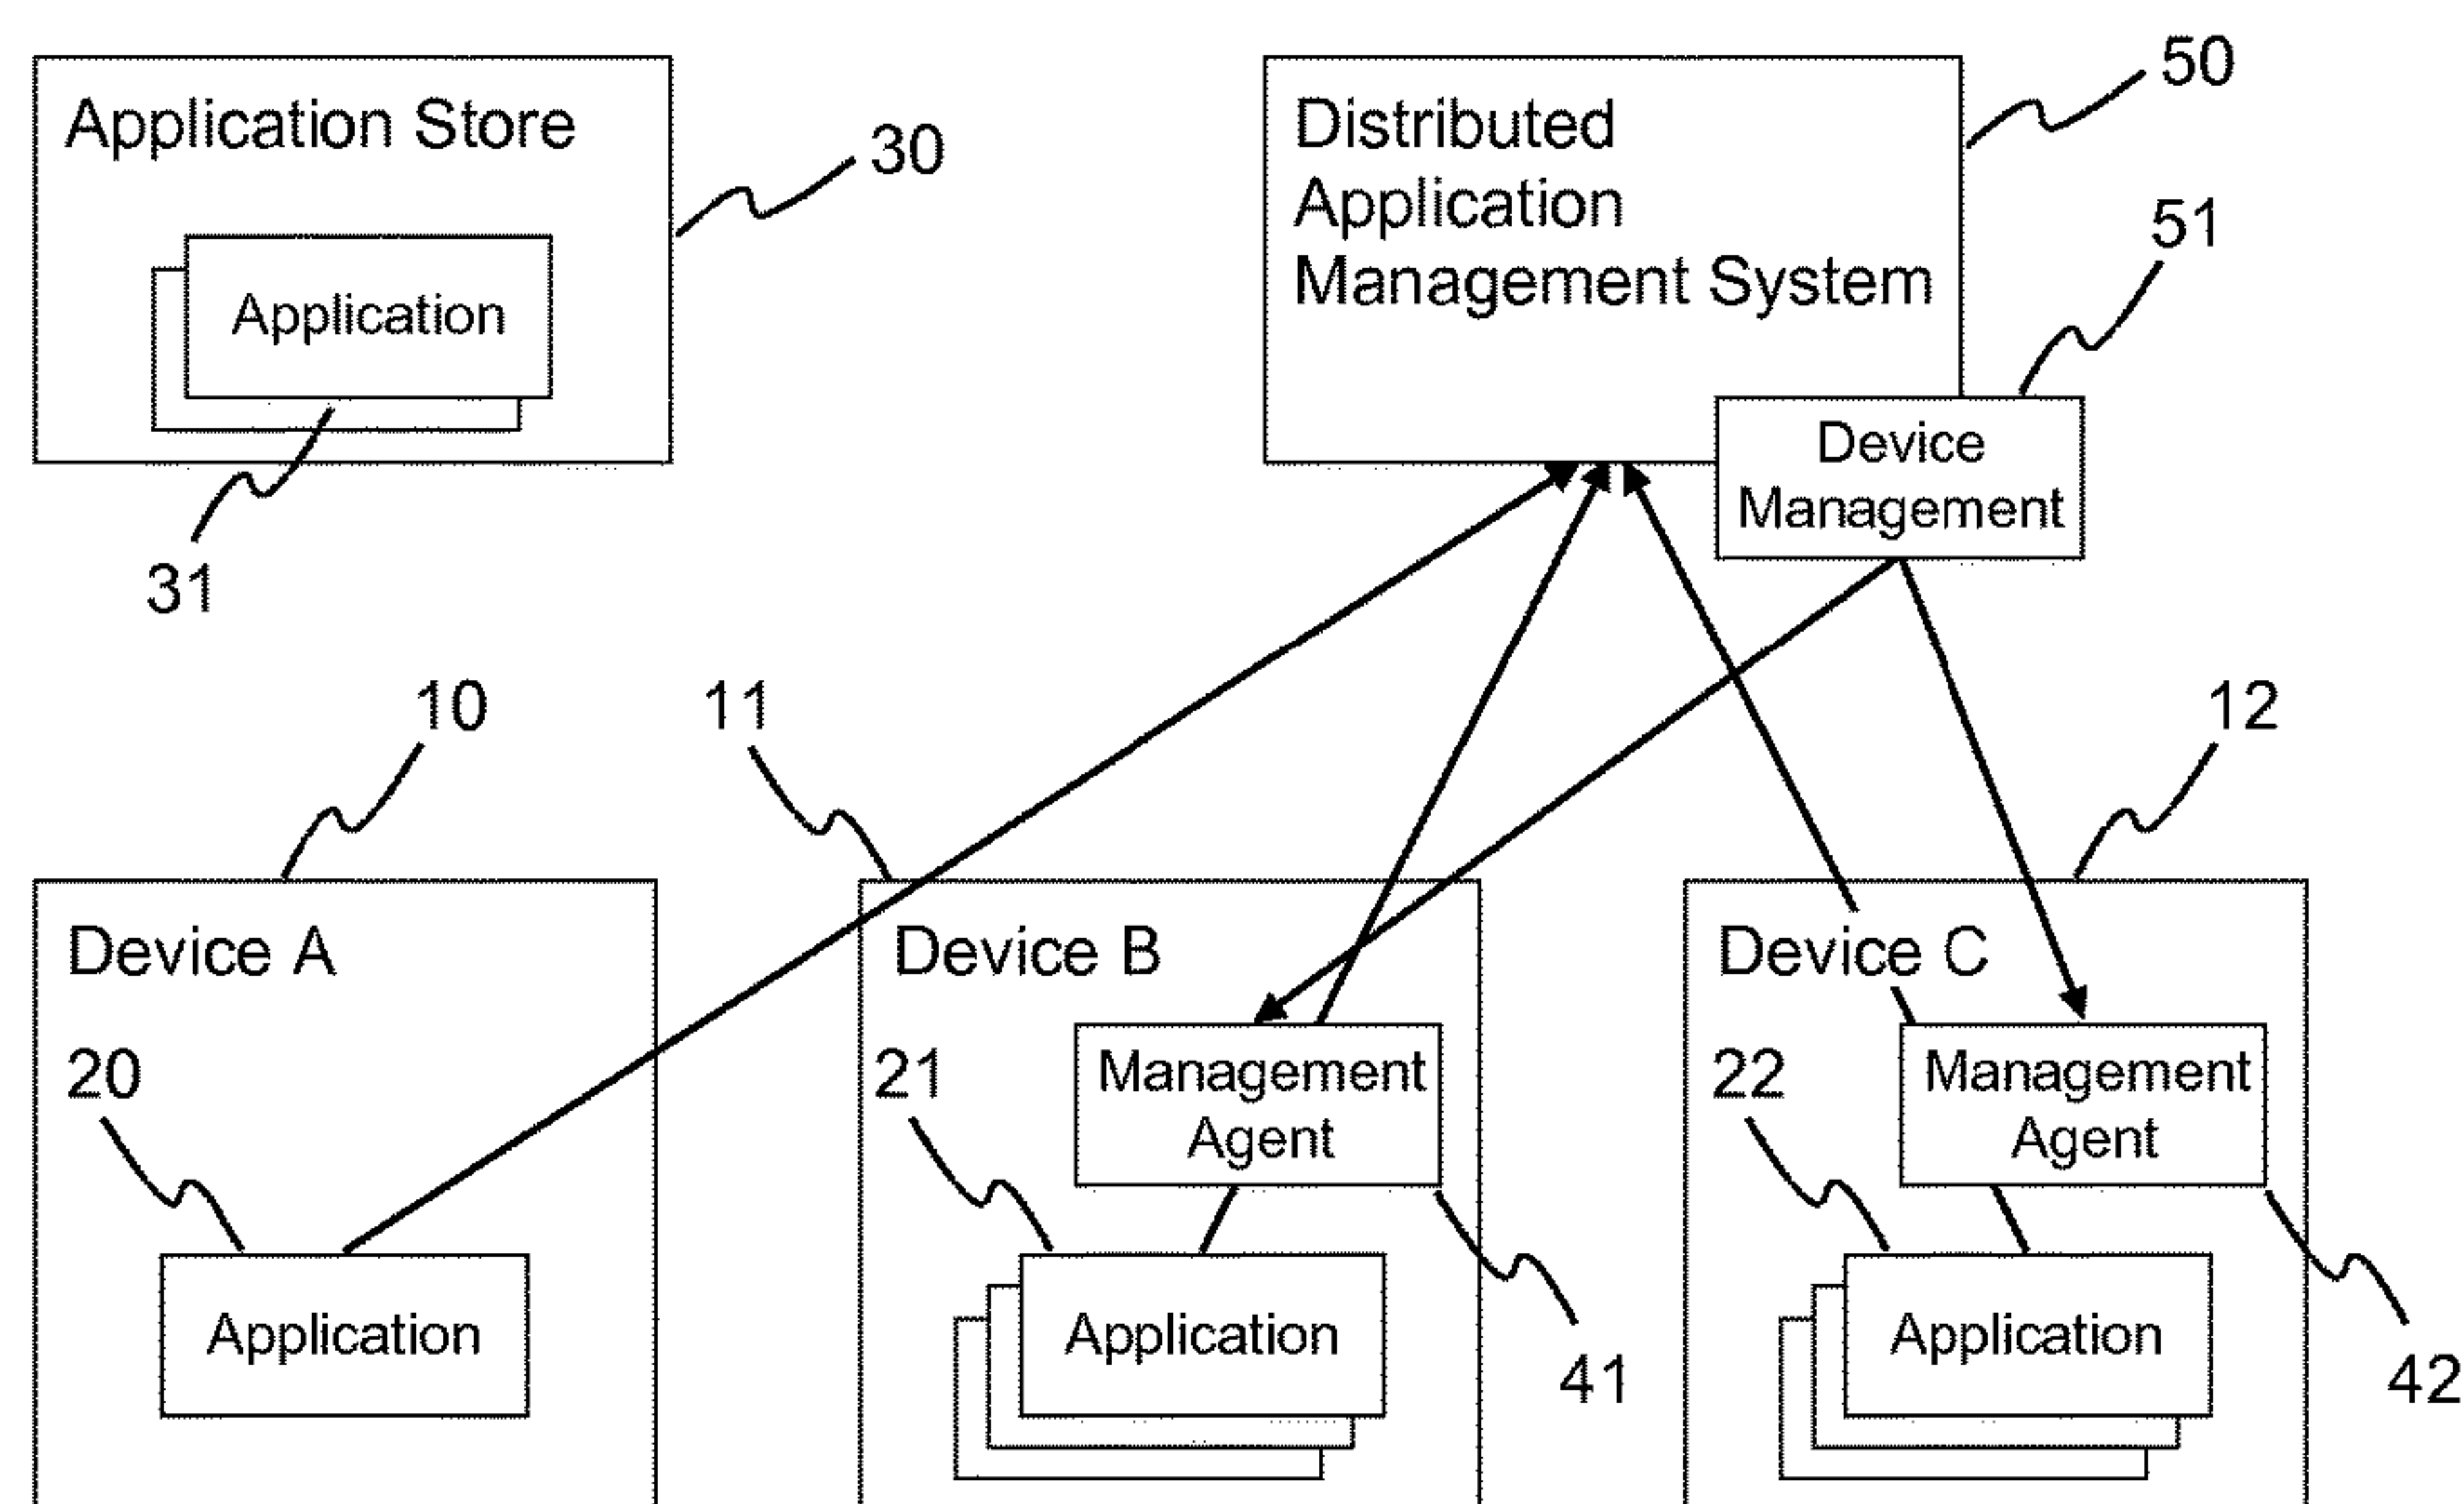 Application Store
30
Application
31
Distributed
Application
Management System
50
51
Device
Management
10
11
12
Device A
20
Application
Device B
21
Management
Agent
Application
41
Device C
22
Management
Agent
Application
42